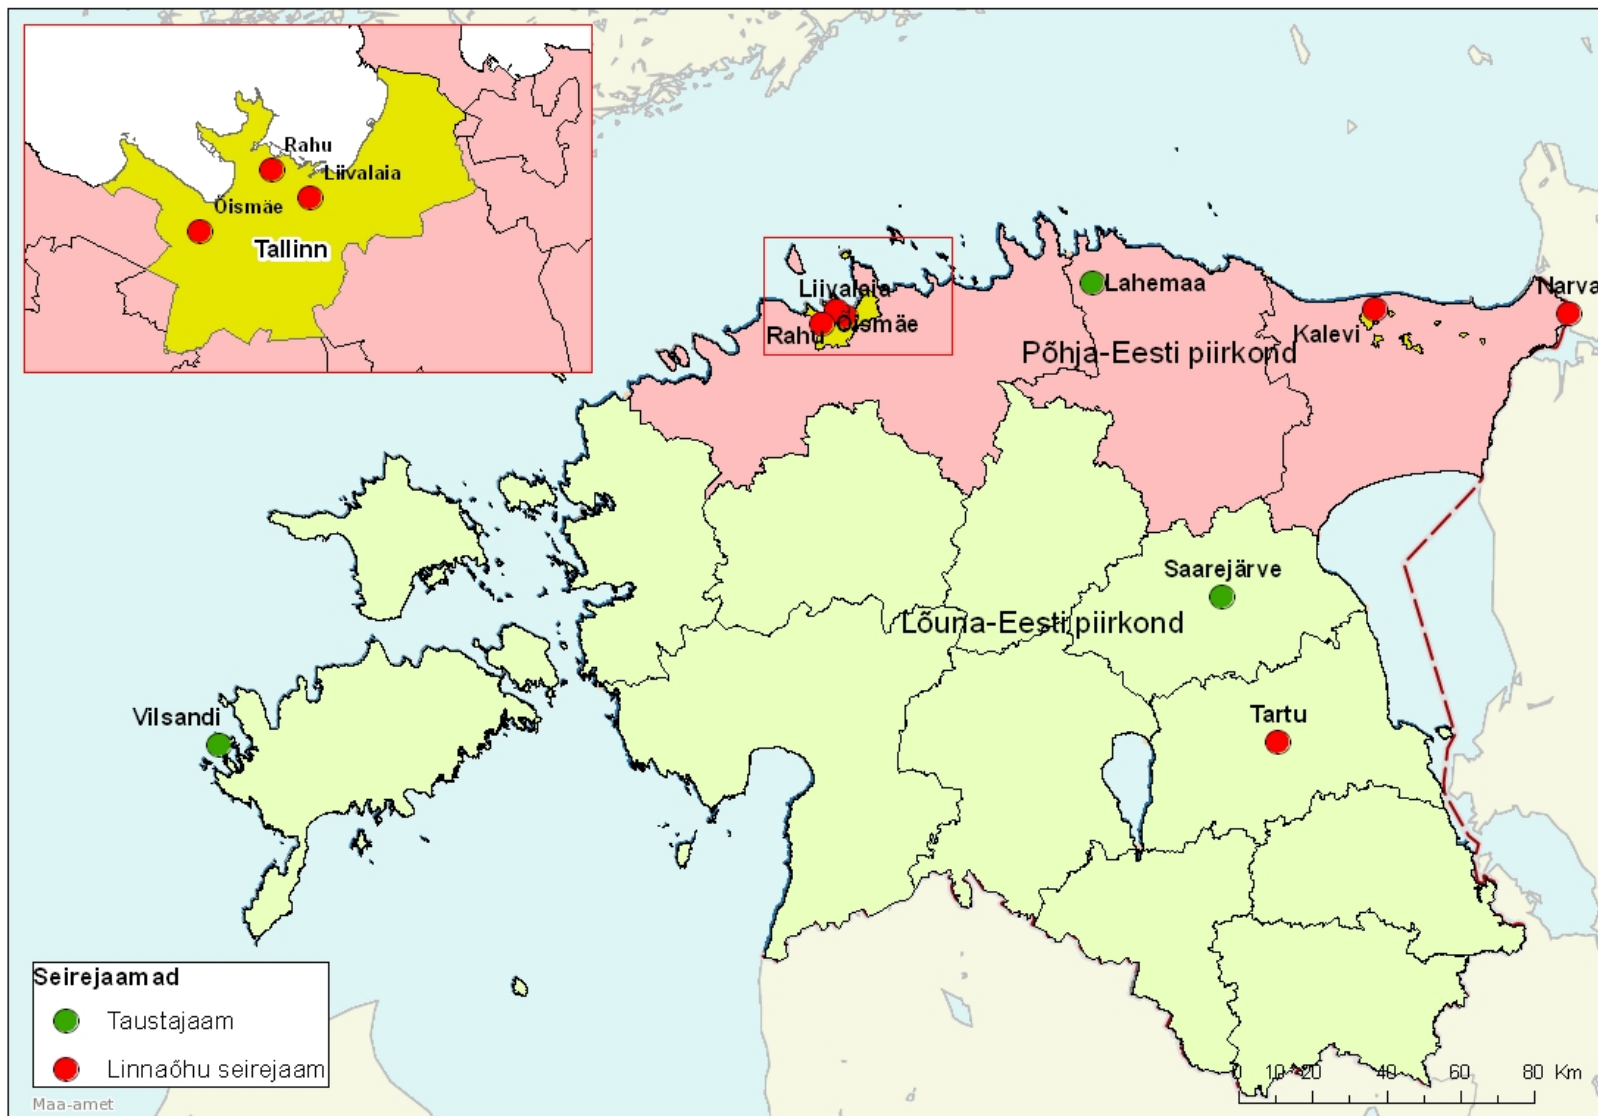 Rahu
Liivalaia
Õismäe
Tallinn
Liivalaia
Rahu
Õismäe
Lahemaa
Narva
Kalevi
Põhja-Eesti piirkond
Saarejärve
Lõuna-Eesti piirkond
Vilsandi
Tartu
Seirejaamad
Taustajaam
Linnaõhu seirejaam
0 10 20 40 60 80 Km
Maa-amet